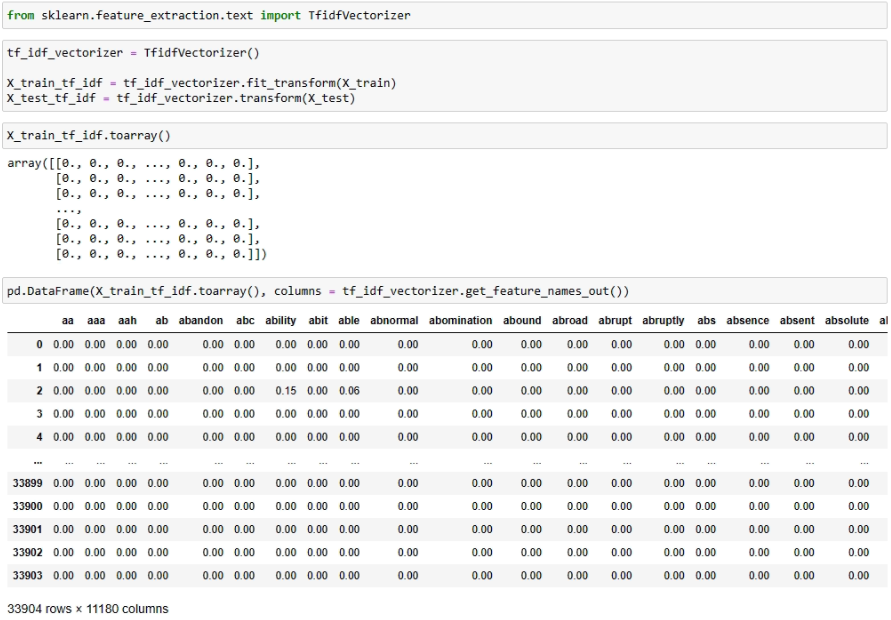 from sklearn.feature_extraction.text import TfidfVectorizer
tf_idf_vectorizer = TfidfVectorizer()
X_train_tf_idf = tf_idf_vectorizer.fit_transform(X_train)
X_test_tf_idf = tf_idf_vectorizer.transform(X_test)
X_train_tf_idf.toarray()
array([[0., 0., 0., ..., 0., 0., 0.],
[0., 0., 0., ..., 0., 0., 0.],
[0., 0., 0., ..., 0., 0., 0.],
...,
[0., 0., 0., ..., 0., 0., 0.],
[0., 0., 0., ..., 0., 0., 0.],
[0., 0., 0., ..., 0., 0., 0.]])
pd.DataFrame(X_train_tf_idf.toarray(), columns = tf_idf_vectorizer.get_feature_names_out())
aa aaa aah ab abandon abc ability abit able abnormal abomination abound abroad abrupt abruptly abs absence absent absolute
0 0.00 0.00 0.00 0.00 0.00 0.00 0.00 0.00 0.00 0.00 0.00 0.00 0.00 0.00 0.00 0.00 0.00 0.00 0.00
1 0.00 0.00 0.00 0.00 0.00 0.00 0.00 0.00 0.00 0.00 0.00 0.00 0.00 0.00 0.00 0.00 0.00 0.00 0.00
2 0.00 0.00 0.00 0.00 0.00 0.00 0.15 0.00 0.06 0.00 0.00 0.00 0.00 0.00 0.00 0.00 0.00 0.00 0.00
3 0.00 0.00 0.00 0.00 0.00 0.00 0.00 0.00 0.00 0.00 0.00 0.00 0.00 0.00 0.00 0.00 0.00 0.00 0.00
4 0.00 0.00 0.00 0.00 0.00 0.00 0.00 0.00 0.00 0.00 0.00 0.00 0.00 0.00 0.00 0.00 0.00 0.00 0.00
... ... ... ... ... ... ... ... ... ... ... ... ... ... ... ... ... ... ... ...
33899 0.00 0.00 0.00 0.00 0.00 0.00 0.00 0.00 0.00 0.00 0.00 0.00 0.00 0.00 0.00 0.00 0.00 0.00 0.00
33900 0.00 0.00 0.00 0.00 0.00 0.00 0.00 0.00 0.00 0.00 0.00 0.00 0.00 0.00 0.00 0.00 0.00 0.00 0.00
33901 0.00 0.00 0.00 0.00 0.00 0.00 0.00 0.00 0.00 0.00 0.00 0.00 0.00 0.00 0.00 0.00 0.00 0.00 0.00
33902 0.00 0.00 0.00 0.00 0.00 0.00 0.00 0.00 0.00 0.00 0.00 0.00 0.00 0.00 0.00 0.00 0.00 0.00 0.00
33903 0.00 0.00 0.00 0.00 0.00 0.00 0.00 0.00 0.00 0.00 0.00 0.00 0.00 0.00 0.00 0.00 0.00 0.00 0.00
33904 rows × 11180 columns